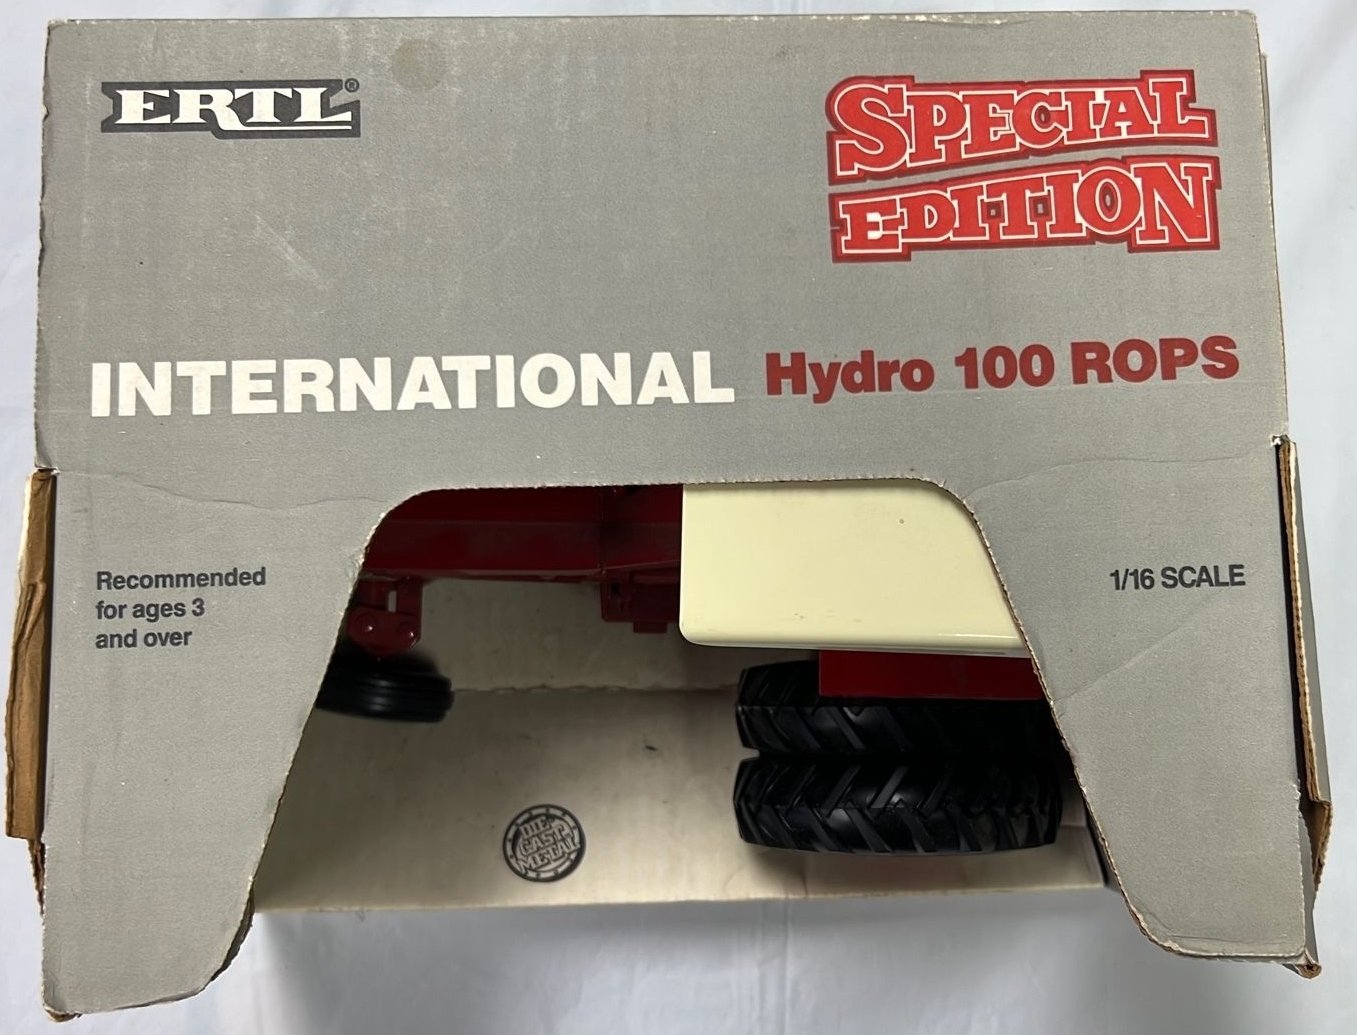 ERTL®
SPECIAL
EDITION
INTERNATIONAL Hydro 100 ROPS
Recommended
for ages 3
and over
1/16 SCALE
DIE
CAST
METAL